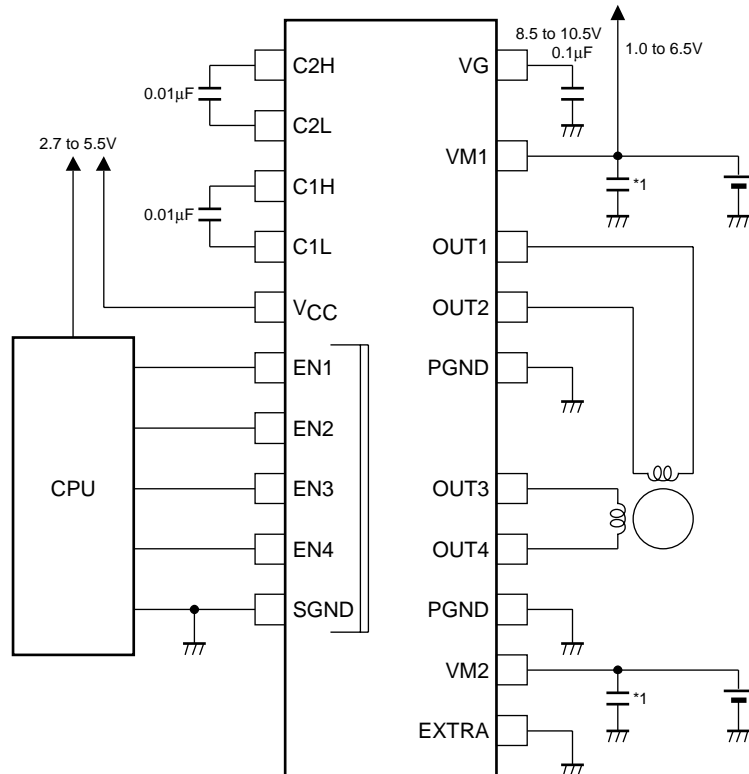 8.5 to 10.5V
0.1μF
1.0 to 6.5V
C2H
VG
0.01μF
C2L
2.7 to 5.5V
VM1
C1H
*1
0.01μF
C1L
OUT1
VCC
OUT2
EN1
PGND
EN2
CPU
EN3
OUT3
EN4
OUT4
SGND
PGND
VM2
*1
EXTRA